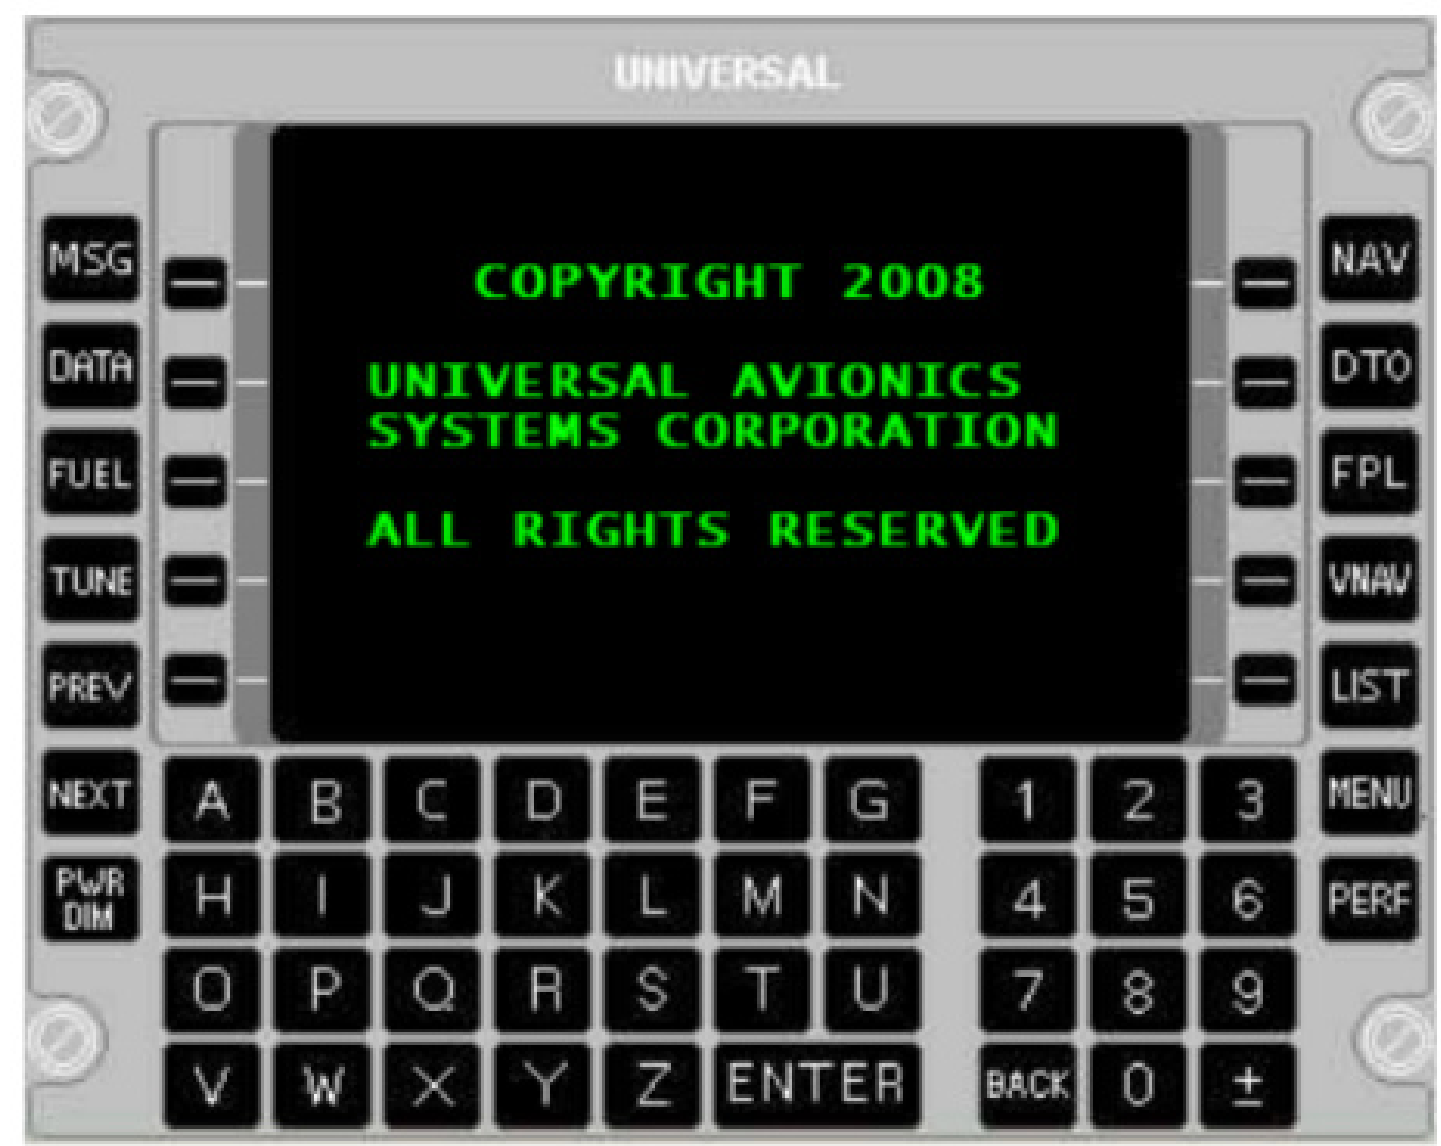 UNIVERSAL
COPYRIGHT 2008
UNIVERSAL AVIONICS
SYSTEMS CORPORATION
ALL RIGHTS RESERVED
MSG
DATA
FUEL
TUNE
PREV
NEXT
PWR
DIM
NAV
DTO
FPL
VNAV
LIST
MENU
PERF
A B C D E F G 1 2 3
H I J K L M N 4 5 6
O P Q R S T U 7 8 9
V W X Y Z ENTER BACK 0 ±